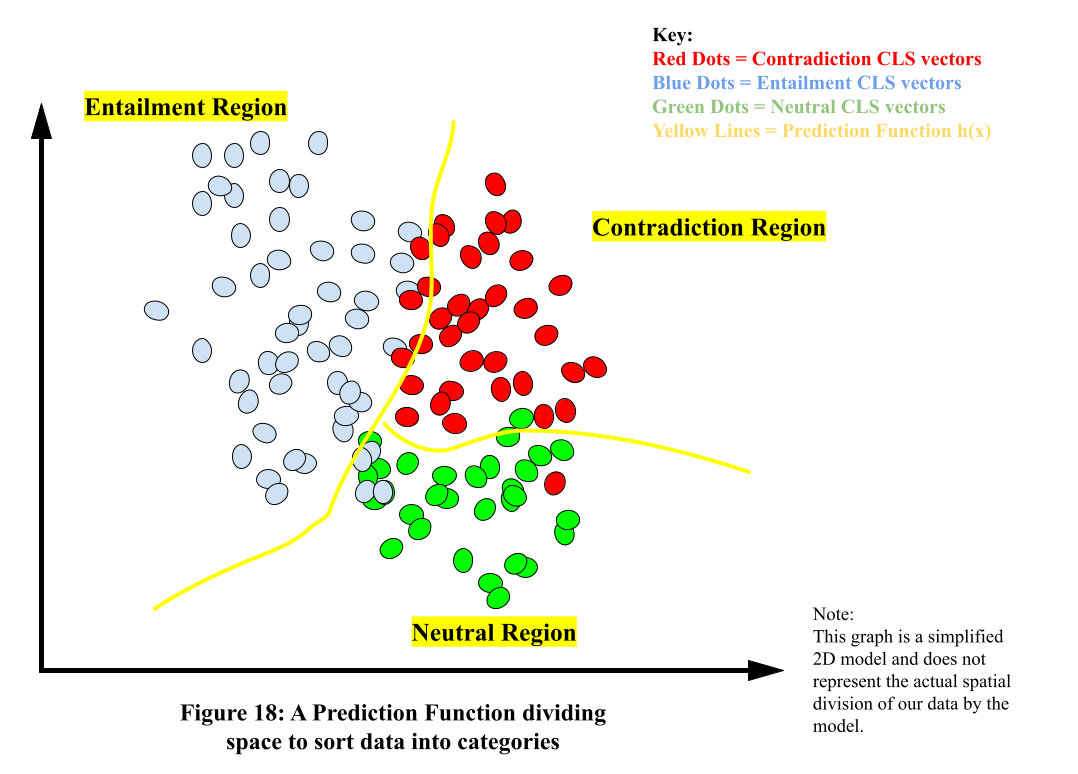 Key:
Red Dots = Contradiction CLS vectors
Blue Dots = Entailment CLS vectors
Green Dots = Neutral CLS vectors
Yellow Lines = Prediction Function h(x)
Entailment Region
Contradiction Region
Neutral Region
Note:
This graph is a simplified
2D model and does not
represent the actual spatial
division of our data by the
model.
Figure 18: A Prediction Function dividing
space to sort data into categories